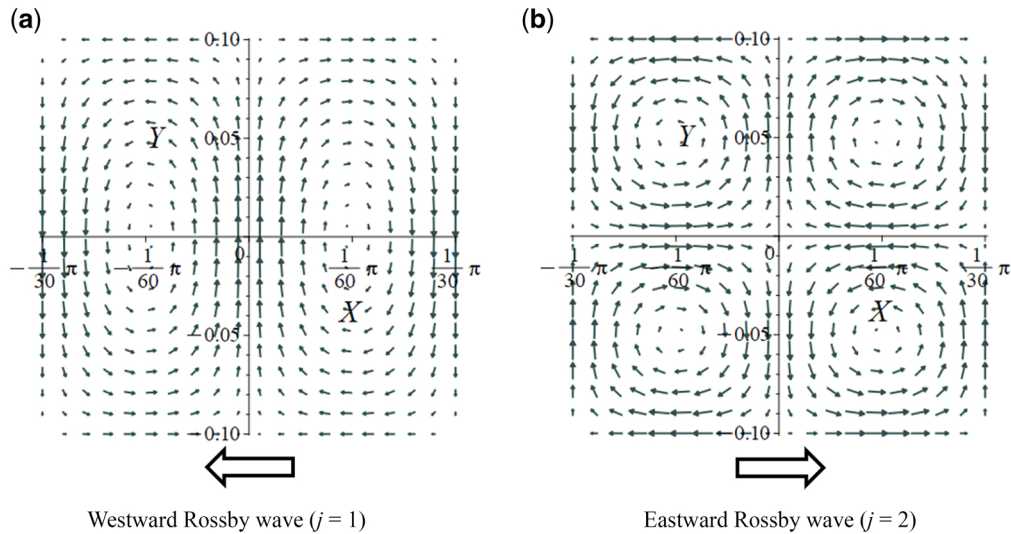 (a)
0.10
Y
0.05
− 1/30 π
− 1/60 π
0
1/60 π
1/30 π
X
−0.05
−0.10
Westward Rossby wave (j = 1)
(b)
0.10
Y
0.05
− 1/30 π
− 1/60 π
0
1/60 π
1/30 π
X
−0.05
−0.10
Eastward Rossby wave (j = 2)